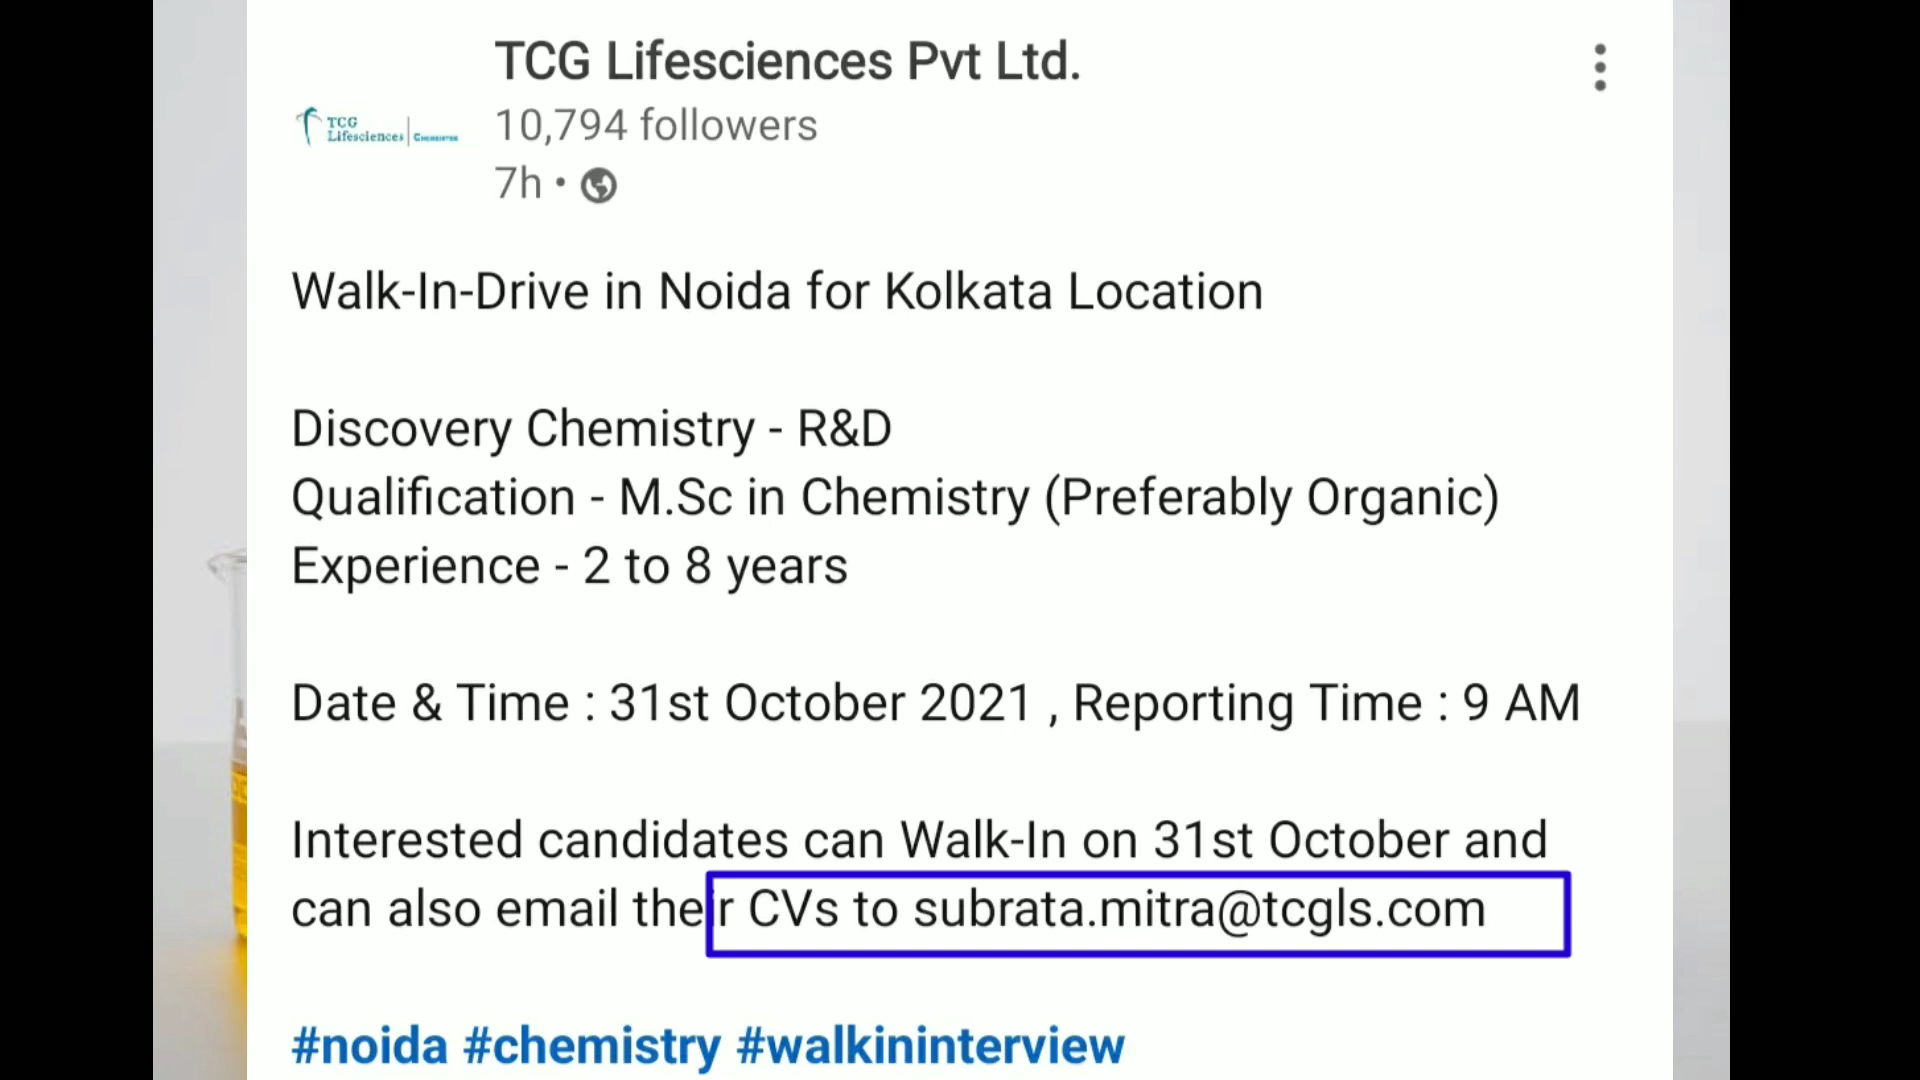 TCG Lifesciences Pvt Ltd.
TCG
Lifesciences | CHEMBIOTEK
10,794 followers
7h •
Walk-In-Drive in Noida for Kolkata Location
Discovery Chemistry - R&D
Qualification - M.Sc in Chemistry (Preferably Organic)
Experience - 2 to 8 years
Date & Time : 31st October 2021 , Reporting Time : 9 AM
Interested candidates can Walk-In on 31st October and
can also email their CVs to subrata.mitra@tcgls.com
#noida #chemistry #walkininterview